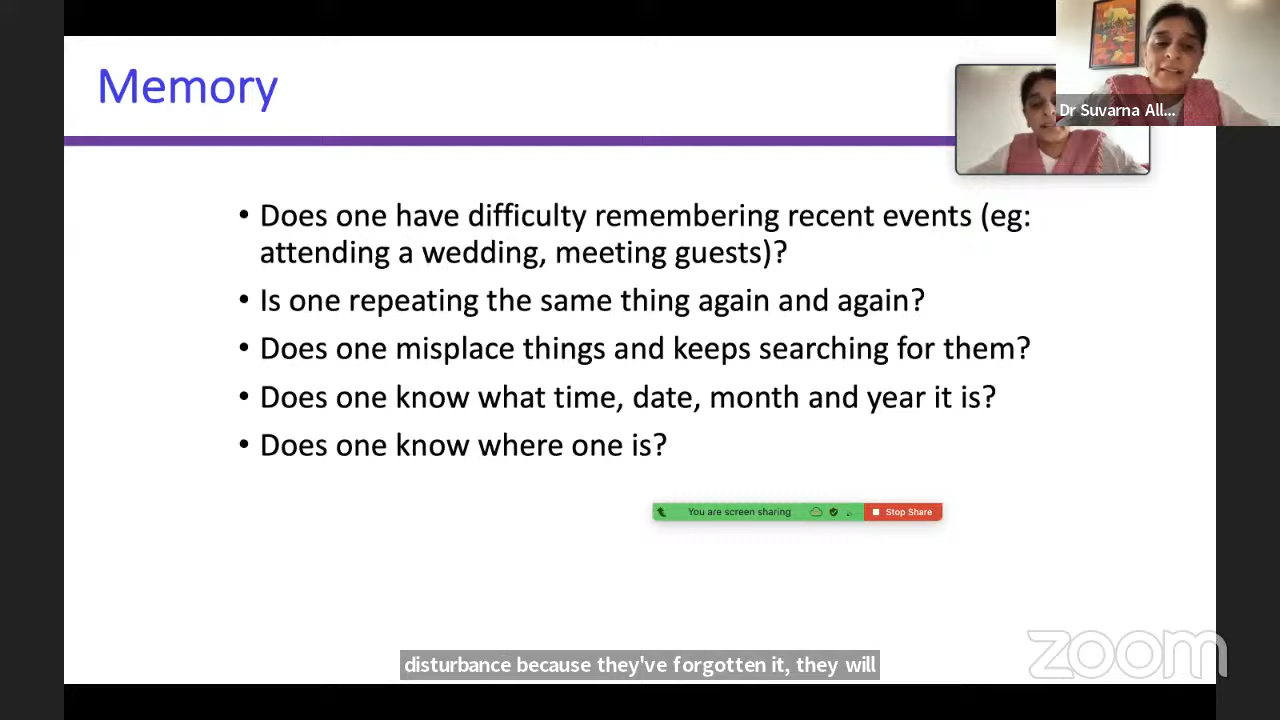 Memory
Dr Suvarna All...
• Does one have difficulty remembering recent events (eg:
attending a wedding, meeting guests)?
• Is one repeating the same thing again and again?
• Does one misplace things and keeps searching for them?
• Does one know what time, date, month and year it is?
• Does one know where one is?
You are screen sharing
Stop Share
disturbance because they've forgotten it, they will
zoom